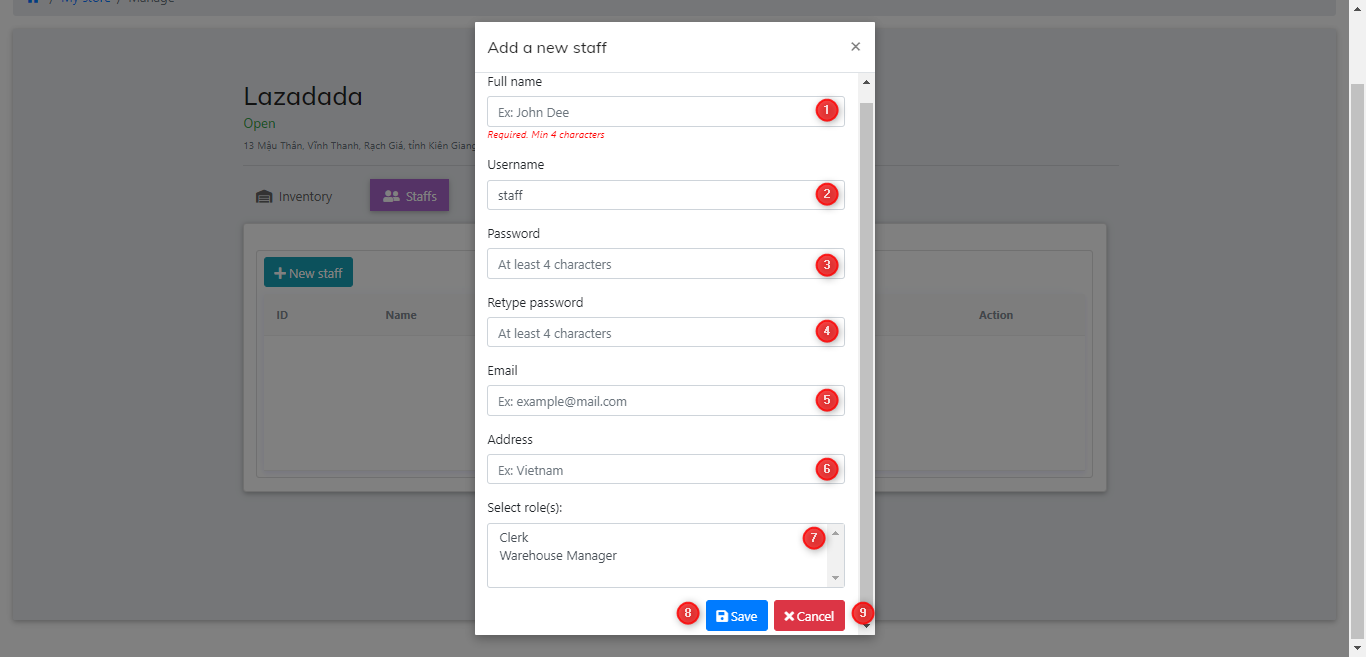 / My store / Manage
Add a new staff ×
Lazadada
Open
13 Mậu Thân, Vĩnh Thanh, Rạch Giá, tỉnh Kiên Giang
Inventory
Staffs
+ New staff
ID Name Action
Full name
Ex: John Dee 1
Required. Min 4 characters
Username
staff 2
Password
At least 4 characters 3
Retype password
At least 4 characters 4
Email
Ex: example@mail.com 5
Address
Ex: Vietnam 6
Select role(s):
Clerk 7
Warehouse Manager
8 Save Cancel 9